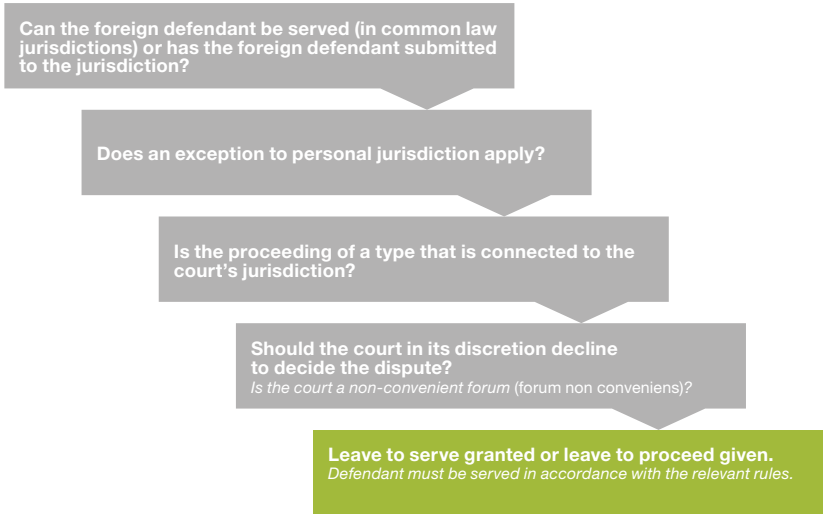 Can the foreign defendant be served (in common law
jurisdictions) or has the foreign defendant submitted
to the jurisdiction?
Does an exception to personal jurisdiction apply?
Is the proceeding of a type that is connected to the
court’s jurisdiction?
Should the court in its discretion decline
to decide the dispute?
Is the court a non-convenient forum (forum non conveniens)?
Leave to serve granted or leave to proceed given.
Defendant must be served in accordance with the relevant rules.